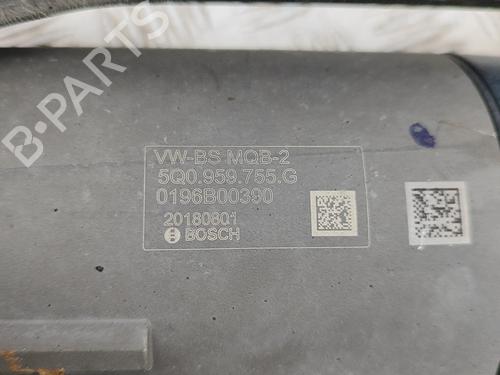 VW-BS MQB-2
5Q0.959.755.G
0196B00390
20180801
BOSCH
B-PARTS